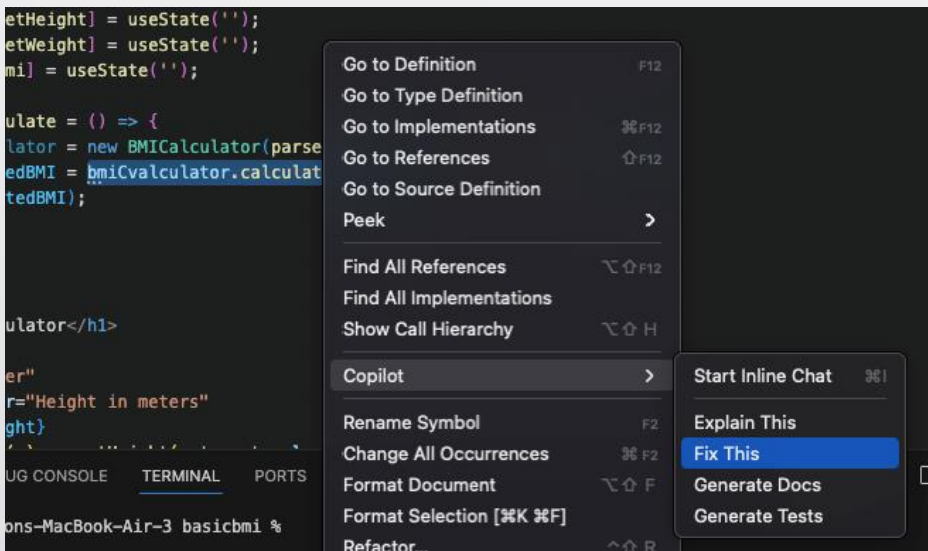 etHeight] = useState('');
etWeight] = useState('');
mi] = useState('');
ulate = () => {
lator = new BMICalculator(parse
edBMI = bmiCvalculator.calculat
tedBMI);
ulator</h1>
er"
r="Height in meters"
ght}
UG CONSOLE TERMINAL PORTS
ons-MacBook-Air-3 basicbmi %
Go to Definition F12
Go to Type Definition
Go to Implementations ⌘F12
Go to References ⇧F12
Go to Source Definition
Peek >
Find All References ⌥⇧F12
Find All Implementations
Show Call Hierarchy ⌥⇧H
Copilot >
Rename Symbol F2
Change All Occurrences ⌘F2
Format Document ⌥⇧F
Format Selection [⌘K ⌘F]
Refactor... ^⇧R
Start Inline Chat ⌘I
Explain This
Fix This
Generate Docs
Generate Tests